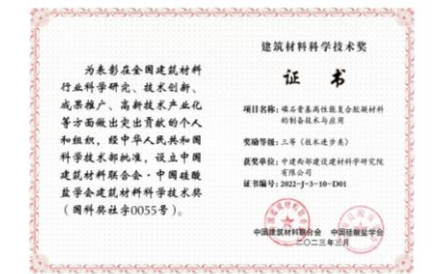 为表彰在全国建筑材料
行业科学研究、技术创新、
成果推广、高新技术产业化
等方面做出突出贡献的个人
和组织，经中华人民共和国
科学技术部批准，设立中国
建筑材料联合会·中国硅酸
盐学会建筑材料科学技术奖
（国科奖社字0055号）。
建筑材料科学技术奖
证 书
项目名称：磷石膏基高性能复合胶凝材料
的制备技术与应用
奖励等级：三等（技术进步类）
获奖单位：中建西部建设建材科学研究院
有限公司
证书编号：2022-J-3-10-D01
中国建筑材料联合会 中国硅酸盐学会
二〇二三年三月